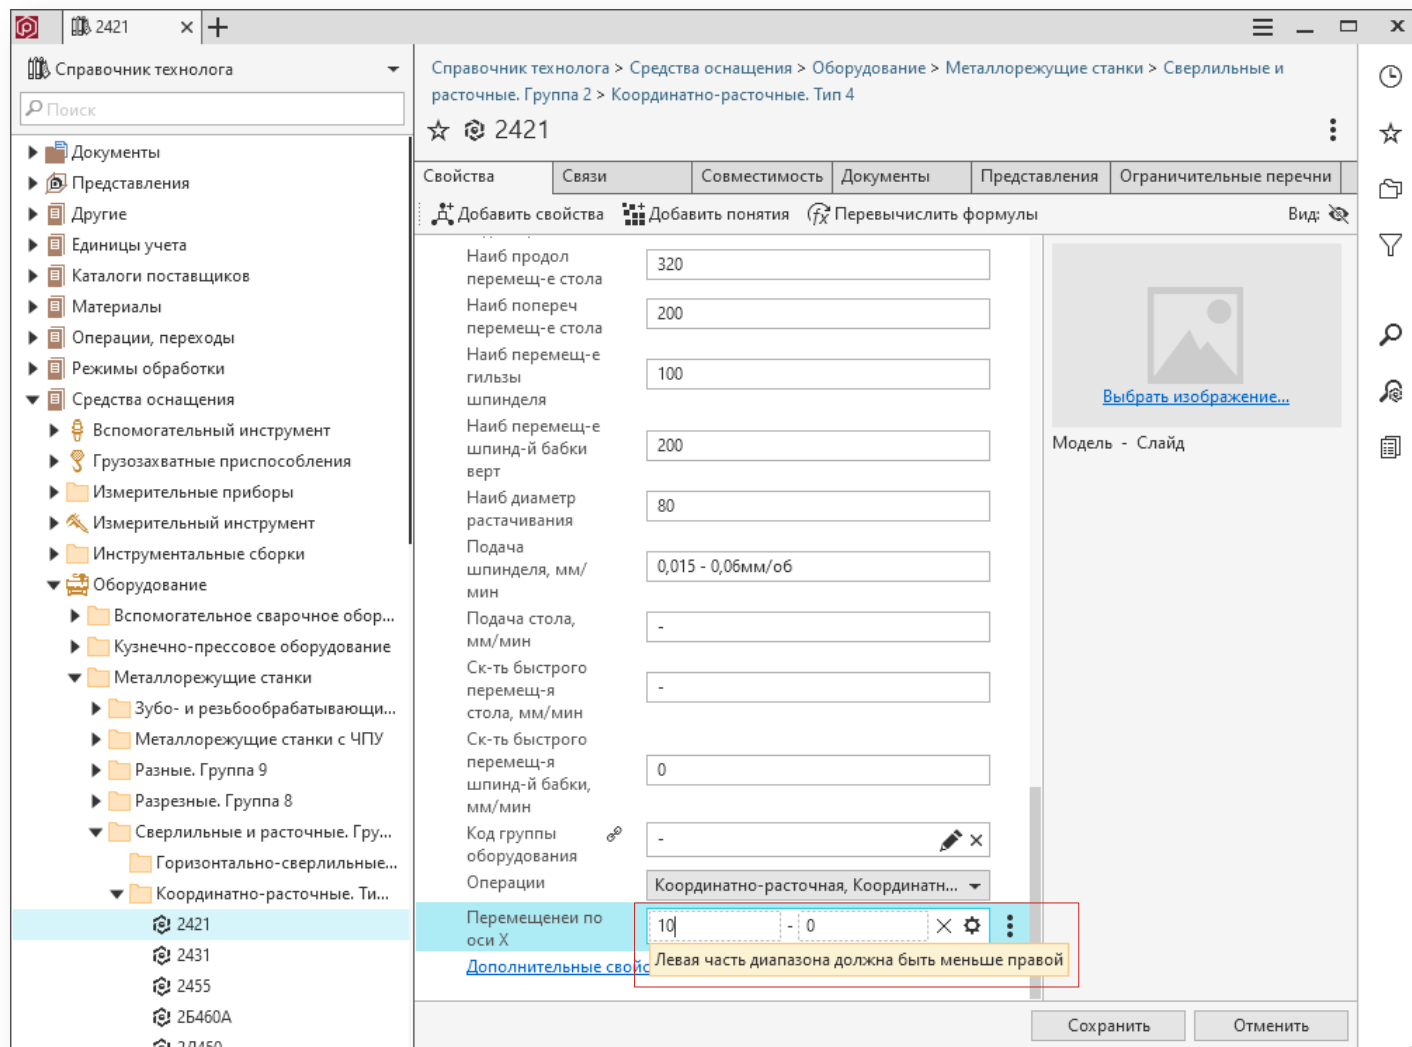 2421
Справочник технолога
Поиск
Документы
Представления
Другие
Единицы учета
Каталоги поставщиков
Материалы
Операции, переходы
Режимы обработки
Средства оснащения
Вспомогательный инструмент
Грузозахватные приспособления
Измерительные приборы
Измерительный инструмент
Инструментальные сборки
Оборудование
Вспомогательное сварочное обор...
Кузнечно-прессовое оборудование
Металлорежущие станки
Зубо- и резьбообрабатывающи...
Металлорежущие станки с ЧПУ
Разные. Группа 9
Разрезные. Группа 8
Сверлильные и расточные. Гру...
Горизонтально-сверлильные...
Координатно-расточные. Ти...
2421
2431
2455
2Б460А
Справочник технолога > Средства оснащения > Оборудование > Металлорежущие станки > Сверлильные и
расточные. Группа 2 > Координатно-расточные. Тип 4
2421
Свойства Связи Совместимость Документы Представления Ограничительные перечни
Добавить свойства Добавить понятия Перевычислить формулы Вид:
Наиб продол
перемещ-е стола
320
Наиб попереч
перемещ-е стола
200
Наиб перемещ-е
гильзы
шпинделя
100
Наиб перемещ-е
шпинд-й бабки
верт
200
Наиб диаметр
растачивания
80
Подача
шпинделя, мм/
мин
0,015 - 0,06мм/об
Подача стола,
мм/мин
-
Ск-ть быстрого
перемещ-я
стола, мм/мин
-
Ск-ть быстрого
перемещ-я
шпинд-й бабки,
мм/мин
0
Код группы
оборудования
-
Операции
Координатно-расточная, Координатн...
Перемещенеи по
оси X
10 - 0
Левая часть диапазона должна быть меньше правой
Дополнительные свойс
Выбрать изображение...
Модель - Слайд
Сохранить Отменить